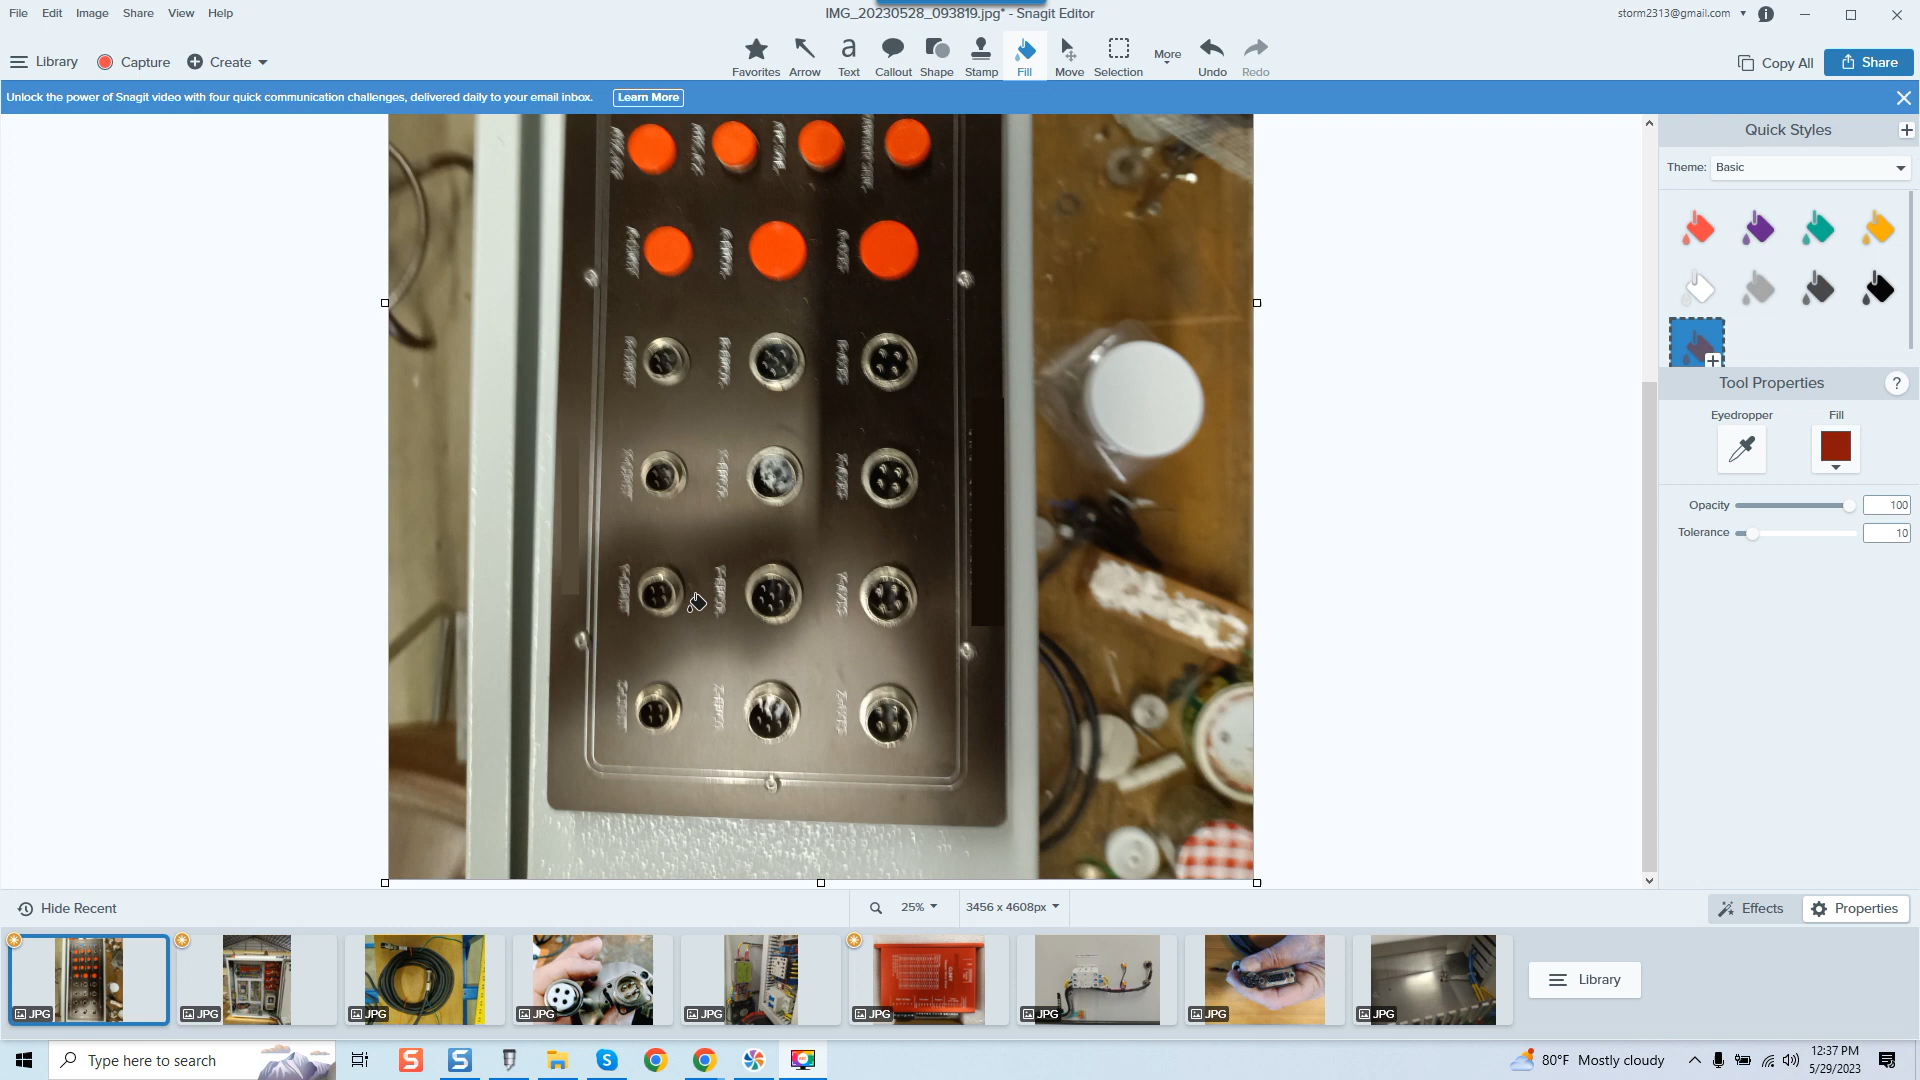 File Edit Image Share View Help
IMG_20230528_093819.jpg* - Snagit Editor
storm2313@gmail.com
Library Capture Create
Favorites Arrow Text Callout Shape Stamp Fill Move Selection More Undo Redo
Copy All Share
Unlock the power of Snagit video with four quick communication challenges, delivered daily to your email inbox. Learn More
Quick Styles
Theme: Basic
Tool Properties
Eyedropper Fill
Opacity 100
Tolerance 10
Hide Recent
25% 3456 x 4608px
Effects Properties
JPG JPG JPG JPG JPG JPG JPG JPG JPG
Library
Type here to search
80°F Mostly cloudy
12:37 PM
5/29/2023